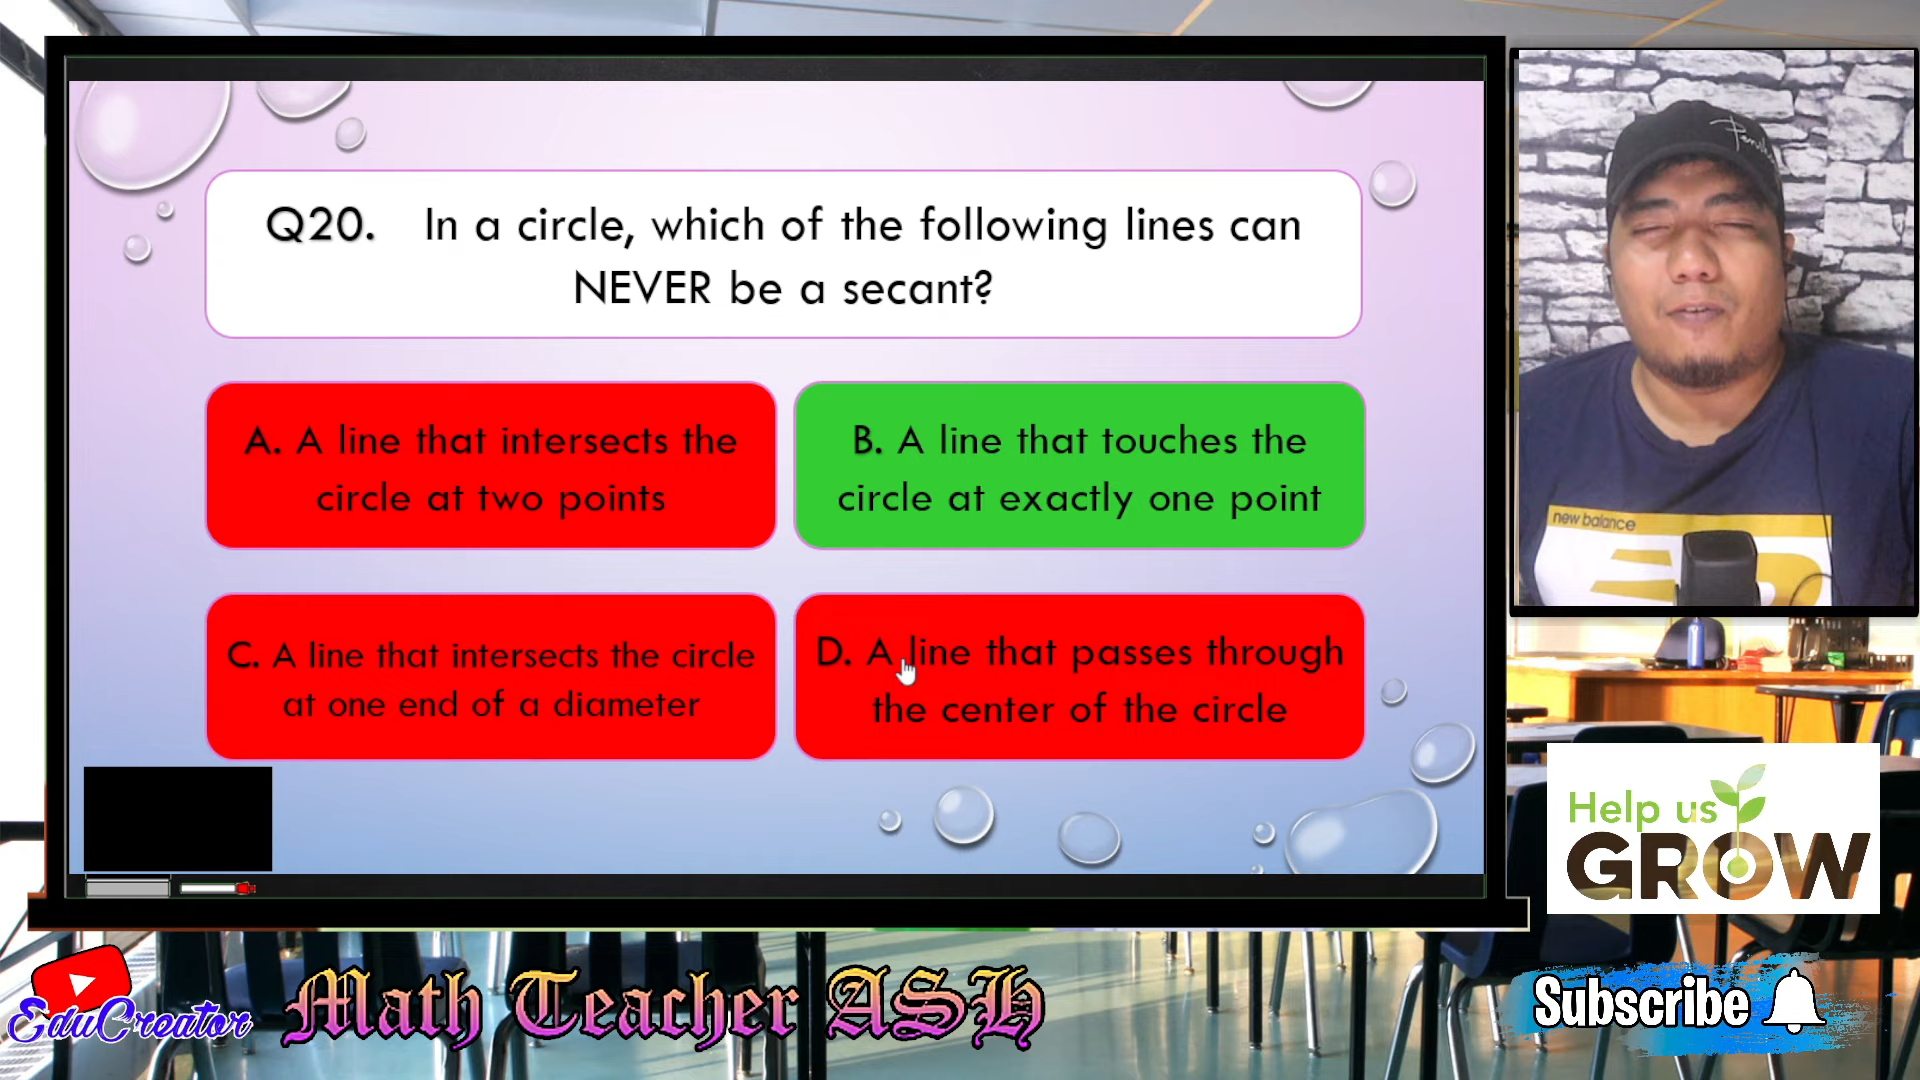 Q20. In a circle, which of the following lines can
NEVER be a secant?
A. A line that intersects the
circle at two points
B. A line that touches the
circle at exactly one point
C. A line that intersects the circle
at one end of a diameter
D. A line that passes through
the center of the circle
new balance
Help us
GROW
EduCreator
Math Teacher ASH
Subscribe